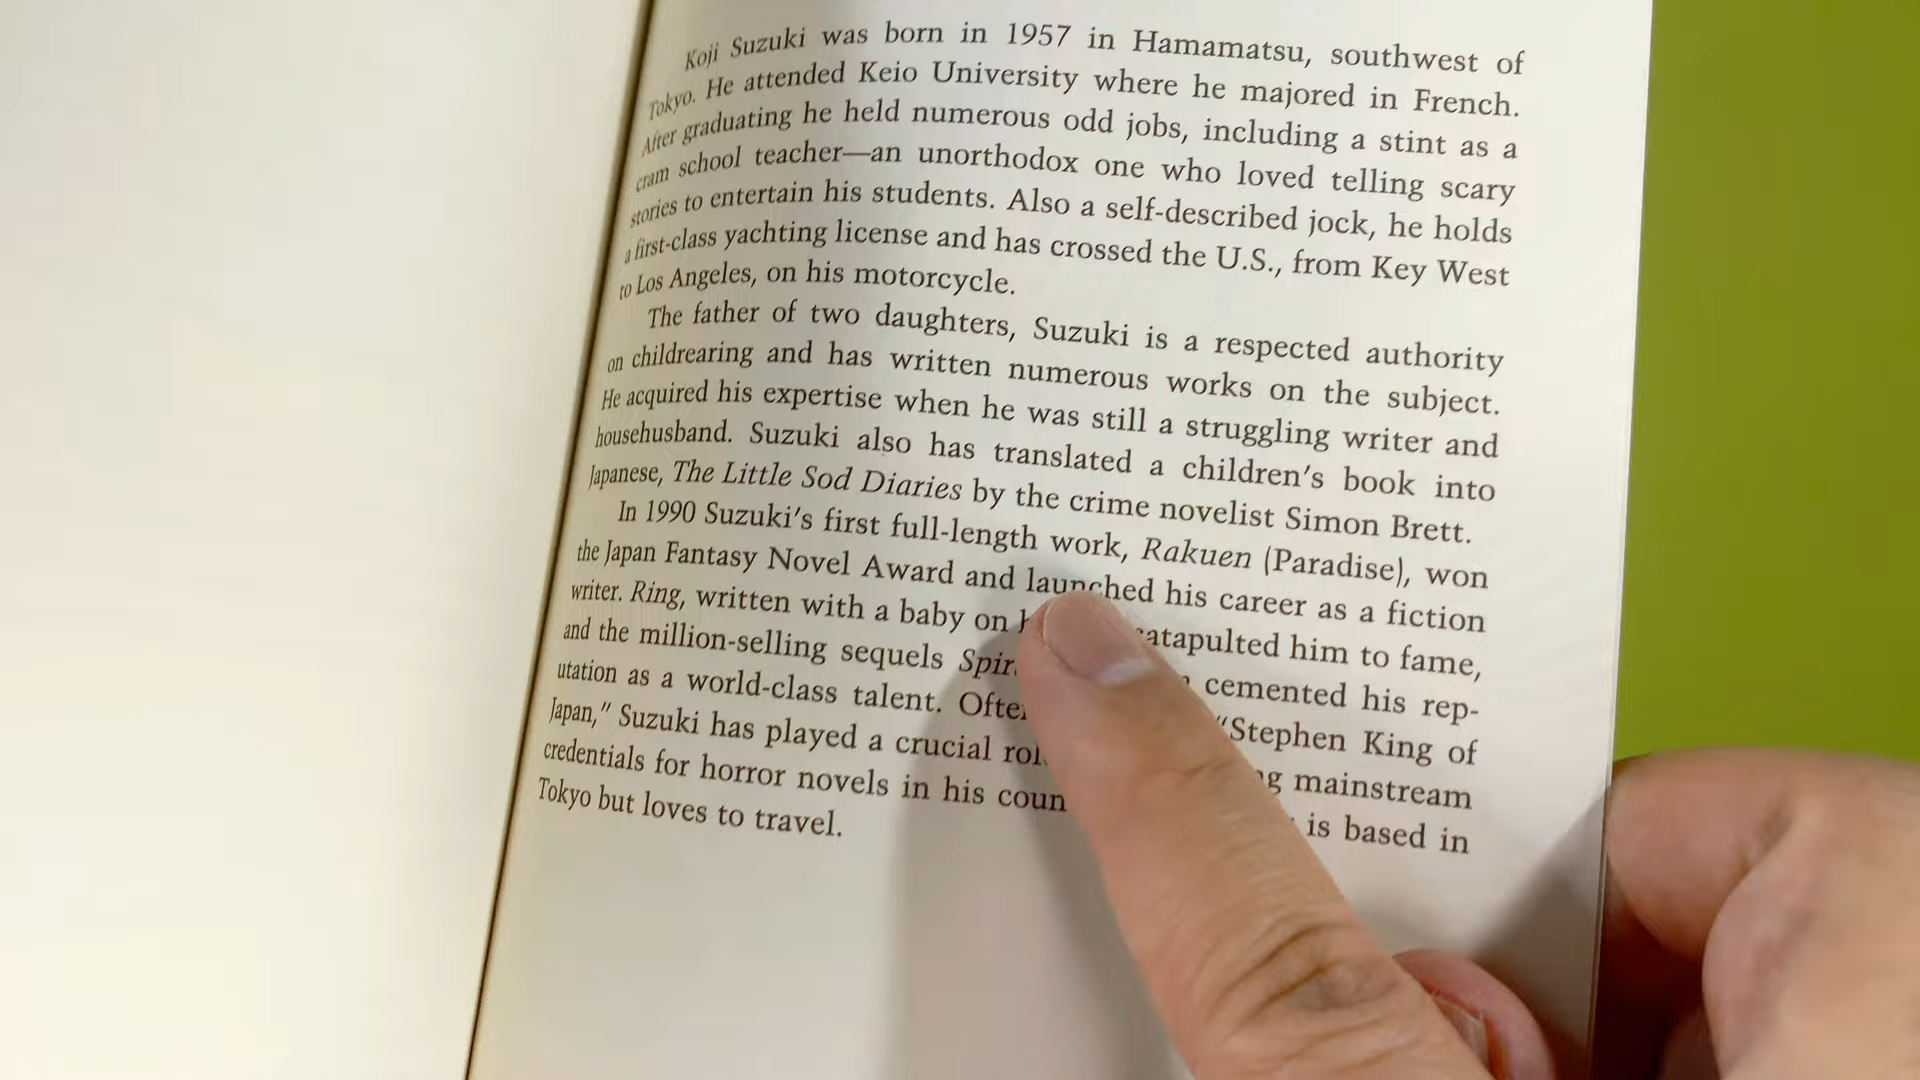 Koji Suzuki was born in 1957 in Hamamatsu, southwest of
Tokyo. He attended Keio University where he majored in French.
After graduating he held numerous odd jobs, including a stint as a
cram school teacher—an unorthodox one who loved telling scary
stories to entertain his students. Also a self-described jock, he holds
a first-class yachting license and has crossed the U.S., from Key West
to Los Angeles, on his motorcycle.
The father of two daughters, Suzuki is a respected authority
on childrearing and has written numerous works on the subject.
He acquired his expertise when he was still a struggling writer and
househusband. Suzuki also has translated a children's book into
Japanese, The Little Sod Diaries by the crime novelist Simon Brett.
In 1990 Suzuki's first full-length work, Rakuen (Paradise), won
the Japan Fantasy Novel Award and launched his career as a fiction
writer. Ring, written with a baby on catapulted him to fame,
and the million-selling sequels cemented his rep-
utation as a world-class talent. "Stephen King of
Japan," Suzuki has played a crucial mainstream
credentials for horror novels in his is based in
Tokyo but loves to travel.